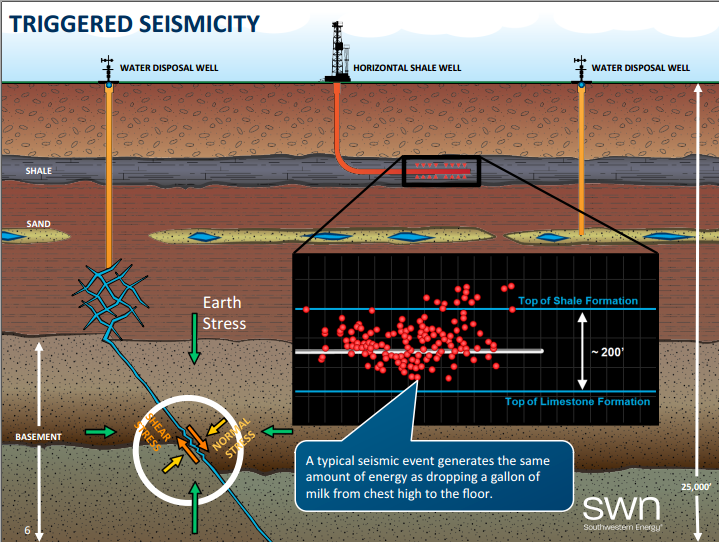 TRIGGERED SEISMICITY
WATER DISPOSAL WELL
HORIZONTAL SHALE WELL
WATER DISPOSAL WELL
SHALE
SAND
Earth
Stress
Top of Shale Formation
~ 200'
Top of Limestone Formation
BASEMENT
SHEAR
STRESS
NORMAL
STRESS
A typical seismic event generates the same
amount of energy as dropping a gallon of
milk from chest high to the floor.
25,000'
swn
Southwestern Energy®
6